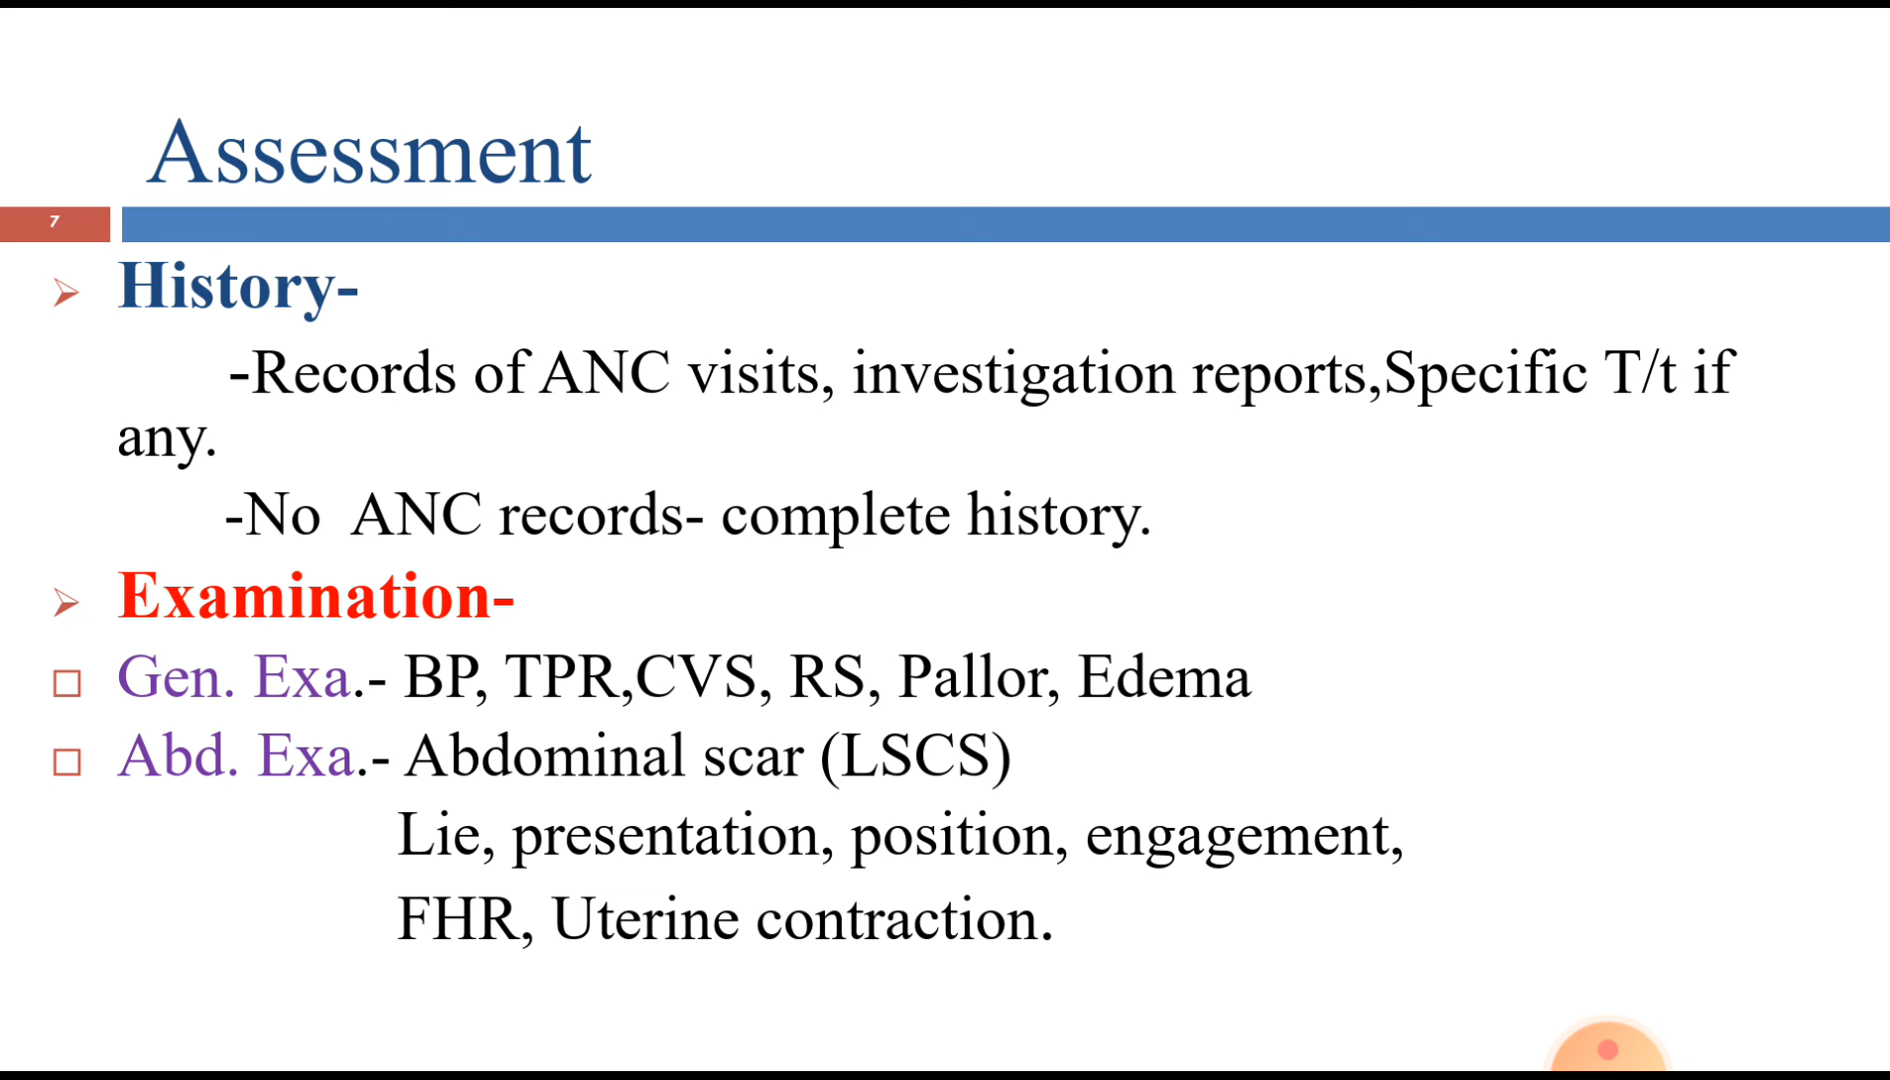 Assessment
7
History-
-Records of ANC visits, investigation reports,Specific T/t if
any.
-No ANC records- complete history.
Examination-
Gen. Exa.- BP, TPR,CVS, RS, Pallor, Edema
Abd. Exa.- Abdominal scar (LSCS)
Lie, presentation, position, engagement,
FHR, Uterine contraction.